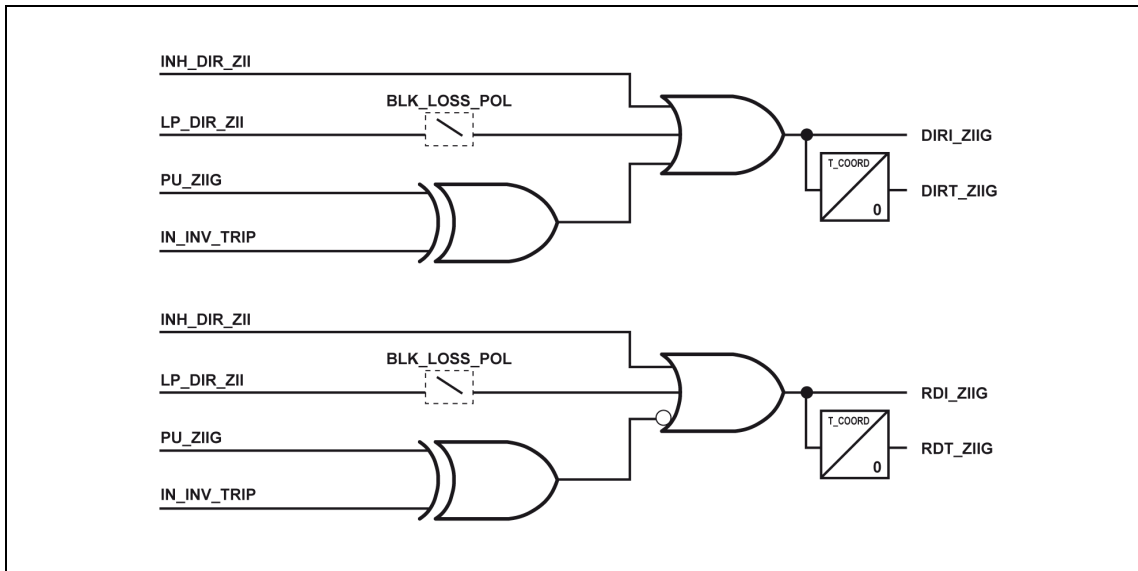 INH_DIR_ZII
BLK_LOSS_POL
LP_DIR_ZII
DIRI_ZIIG
T_COORD
0
DIRT_ZIIG
PU_ZIIG
IN_INV_TRIP
INH_DIR_ZII
BLK_LOSS_POL
LP_DIR_ZII
RDI_ZIIG
T_COORD
0
RDT_ZIIG
PU_ZIIG
IN_INV_TRIP